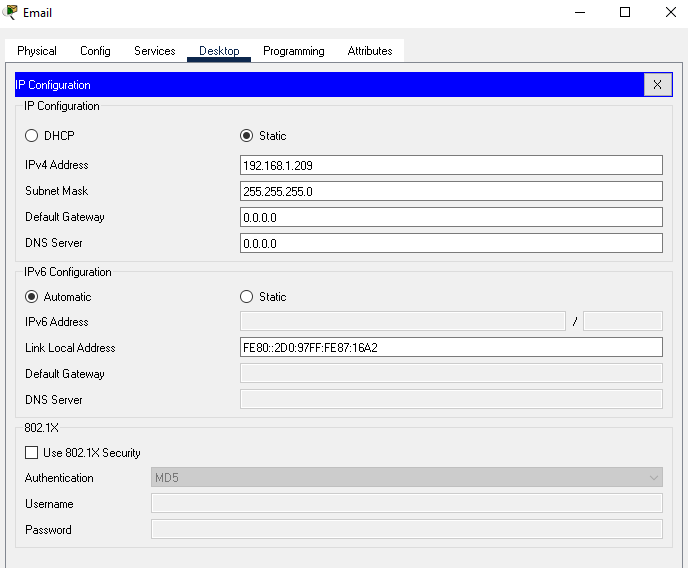 Email
Physical Config Services Desktop Programming Attributes
IP Configuration X
IP Configuration
DHCP Static
IPv4 Address 192.168.1.209
Subnet Mask 255.255.255.0
Default Gateway 0.0.0.0
DNS Server 0.0.0.0
IPv6 Configuration
Automatic Static
IPv6 Address /
Link Local Address FE80::2D0:97FF:FE87:16A2
Default Gateway
DNS Server
802.1X
Use 802.1X Security
Authentication MD5
Username
Password